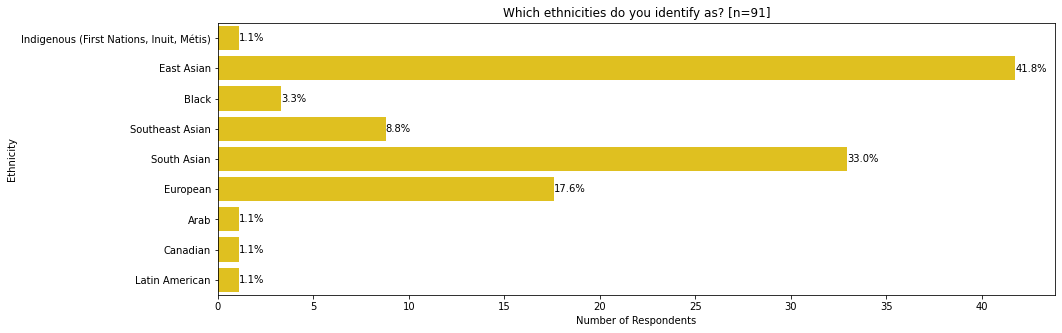 Which ethnicities do you identify as? [n=91]
Indigenous (First Nations, Inuit, Métis) 1.1%
East Asian 41.8%
Black 3.3%
Southeast Asian 8.8%
South Asian 33.0%
European 17.6%
Arab 1.1%
Canadian 1.1%
Latin American 1.1%
Ethnicity
0 5 10 15 20 25 30 35 40
Number of Respondents